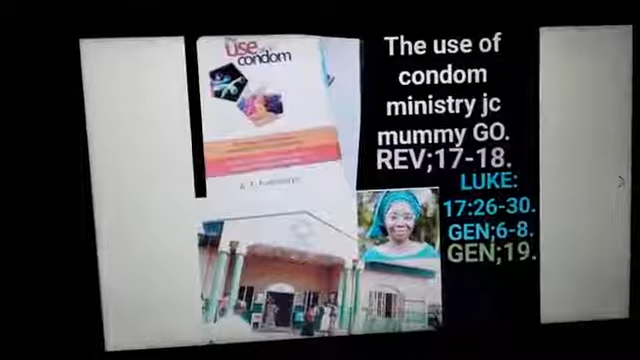 The
use
condom
The use of
condom
ministry jc
mummy GO.
REV;17-18.
LUKE:
17:26-30.
GEN;6-8.
GEN;19.